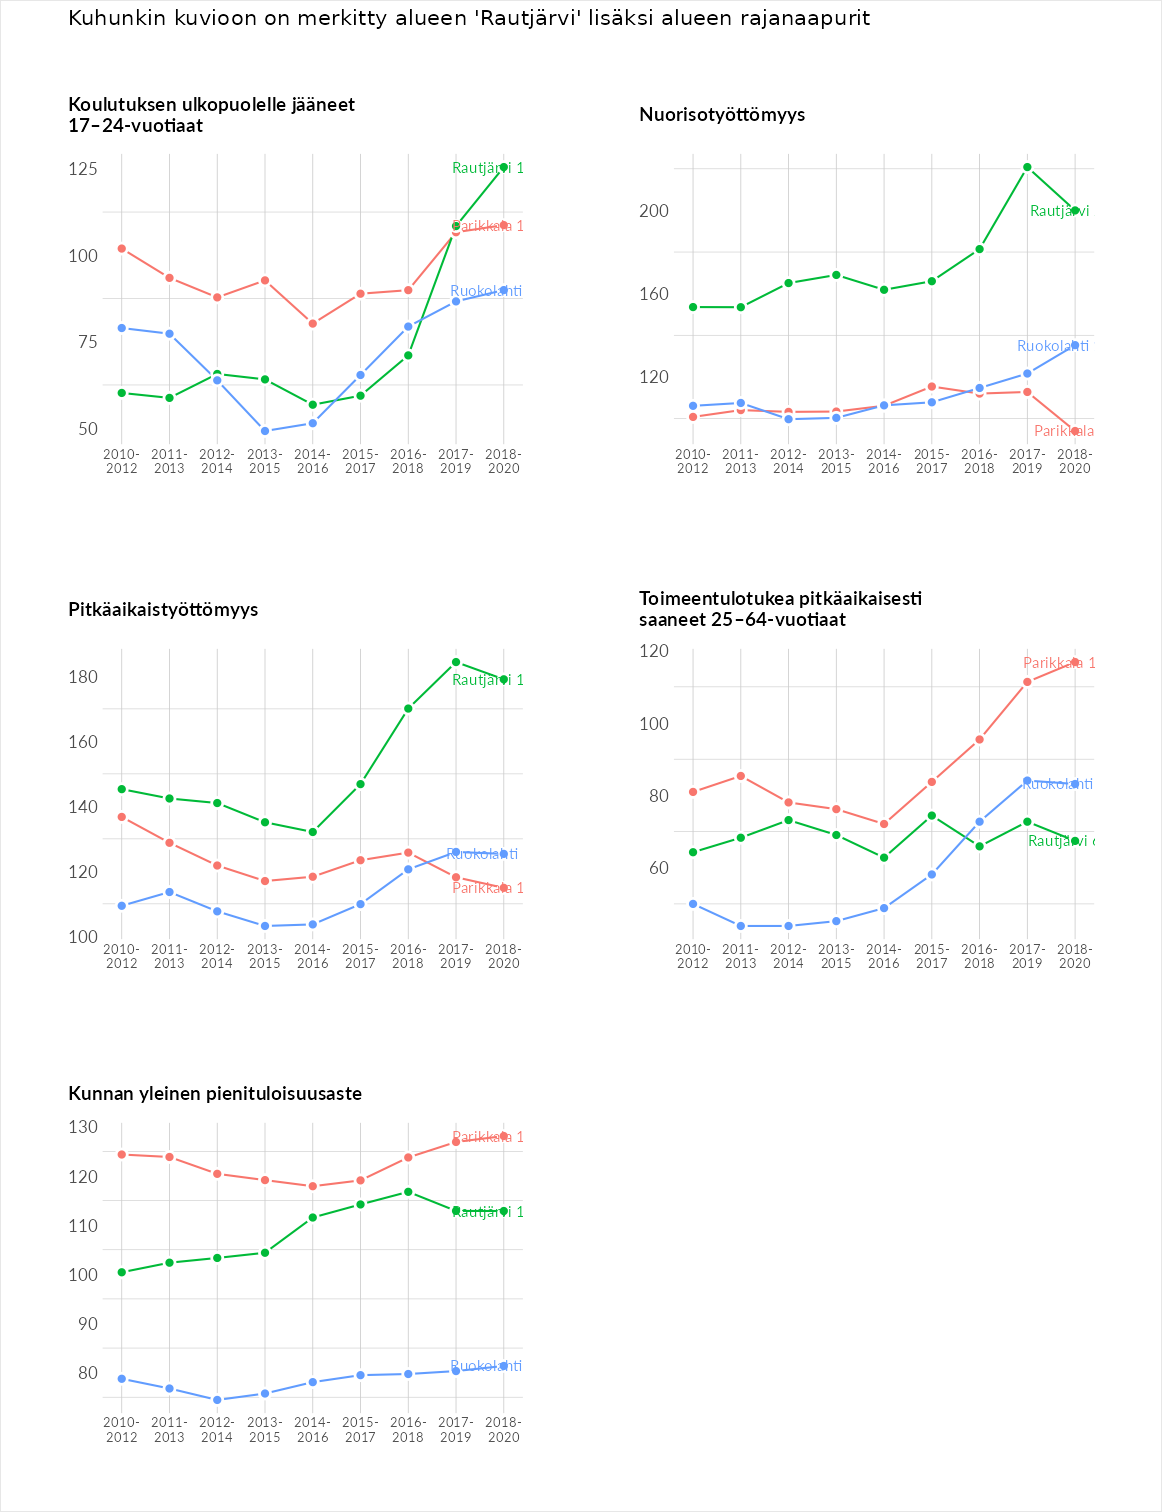 Kuhunkin kuvioon on merkitty alueen 'Rautjärvi' lisäksi alueen rajanaapurit
Koulutuksen ulkopuolelle jääneet
17–24-vuotiaat
125
100
75
50
Rautjärvi 1
Parikkala 1
Ruokolahti
2010- 2011- 2012- 2013- 2014- 2015- 2016- 2017- 2018-
2012 2013 2014 2015 2016 2017 2018 2019 2020
Nuorisotyöttömyys
200
160
120
Rautjärvi
Ruokolahti
Parikkala
2010- 2011- 2012- 2013- 2014- 2015- 2016- 2017- 2018-
2012 2013 2014 2015 2016 2017 2018 2019 2020
Pitkäaikaistyöttömyys
180
160
140
120
100
Rautjärvi 1
Ruokolahti
Parikkala 1
2010- 2011- 2012- 2013- 2014- 2015- 2016- 2017- 2018-
2012 2013 2014 2015 2016 2017 2018 2019 2020
Toimeentulotukea pitkäaikaisesti
saaneet 25–64-vuotiaat
120
100
80
60
Parikkala 1
Ruokolahti
Rautjärvi
2010- 2011- 2012- 2013- 2014- 2015- 2016- 2017- 2018-
2012 2013 2014 2015 2016 2017 2018 2019 2020
Kunnan yleinen pienituloisuusaste
130
120
110
100
90
80
Parikkala 1
Rautjärvi 1
Ruokolahti
2010- 2011- 2012- 2013- 2014- 2015- 2016- 2017- 2018-
2012 2013 2014 2015 2016 2017 2018 2019 2020